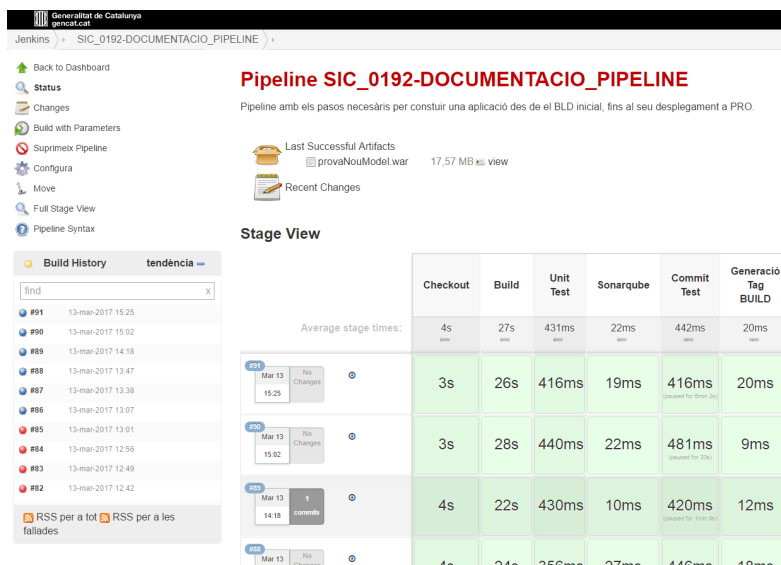 Generalitat de Catalunya
gencat.cat
Jenkins
SIC_0192-DOCUMENTACIO_PIPELINE
Back to Dashboard
Status
Changes
Build with Parameters
Suprimeix Pipeline
Configura
Move
Full Stage View
Pipeline Syntax
Build History tendència
find x
#91 13-mar-2017 15:25
#90 13-mar-2017 15:02
#89 13-mar-2017 14:18
#88 13-mar-2017 13:47
#87 13-mar-2017 13:38
#86 13-mar-2017 13:07
#85 13-mar-2017 13:01
#84 13-mar-2017 12:56
#83 13-mar-2017 12:49
#82 13-mar-2017 12:42
RSS per a tot RSS per a les
fallades
Pipeline SIC_0192-DOCUMENTACIO_PIPELINE
Pipeline amb els pasos necesàris per constuir una aplicació des de el BLD inicial, fins al seu desplegament a PRO.
Last Successful Artifacts
provaNouModel.war 17,57 MB view
Recent Changes
Stage View
Checkout Build Unit Test Sonarqube Commit Test Generació Tag BUILD
Average stage times: 4s 27s 431ms 22ms 442ms 20ms
#91
Mar 13 No Changes
15:25
3s 26s 416ms 19ms 416ms 20ms
#90
Mar 13 No Changes
15:02
3s 28s 440ms 22ms 481ms 9ms
(paused for 33s)
#89
Mar 13 1 commits
14:18
4s 22s 430ms 10ms 420ms 12ms
#88
Mar 13 No